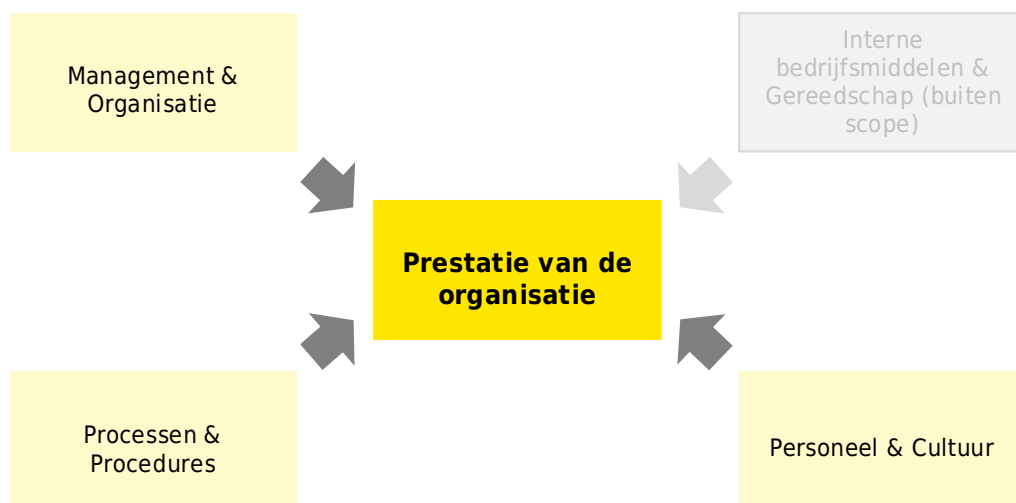 Management &
Organisatie
Interne
bedrijfsmiddelen &
Gereedschap (buiten
scope)
Prestatie van de
organisatie
Processen &
Procedures
Personeel & Cultuur